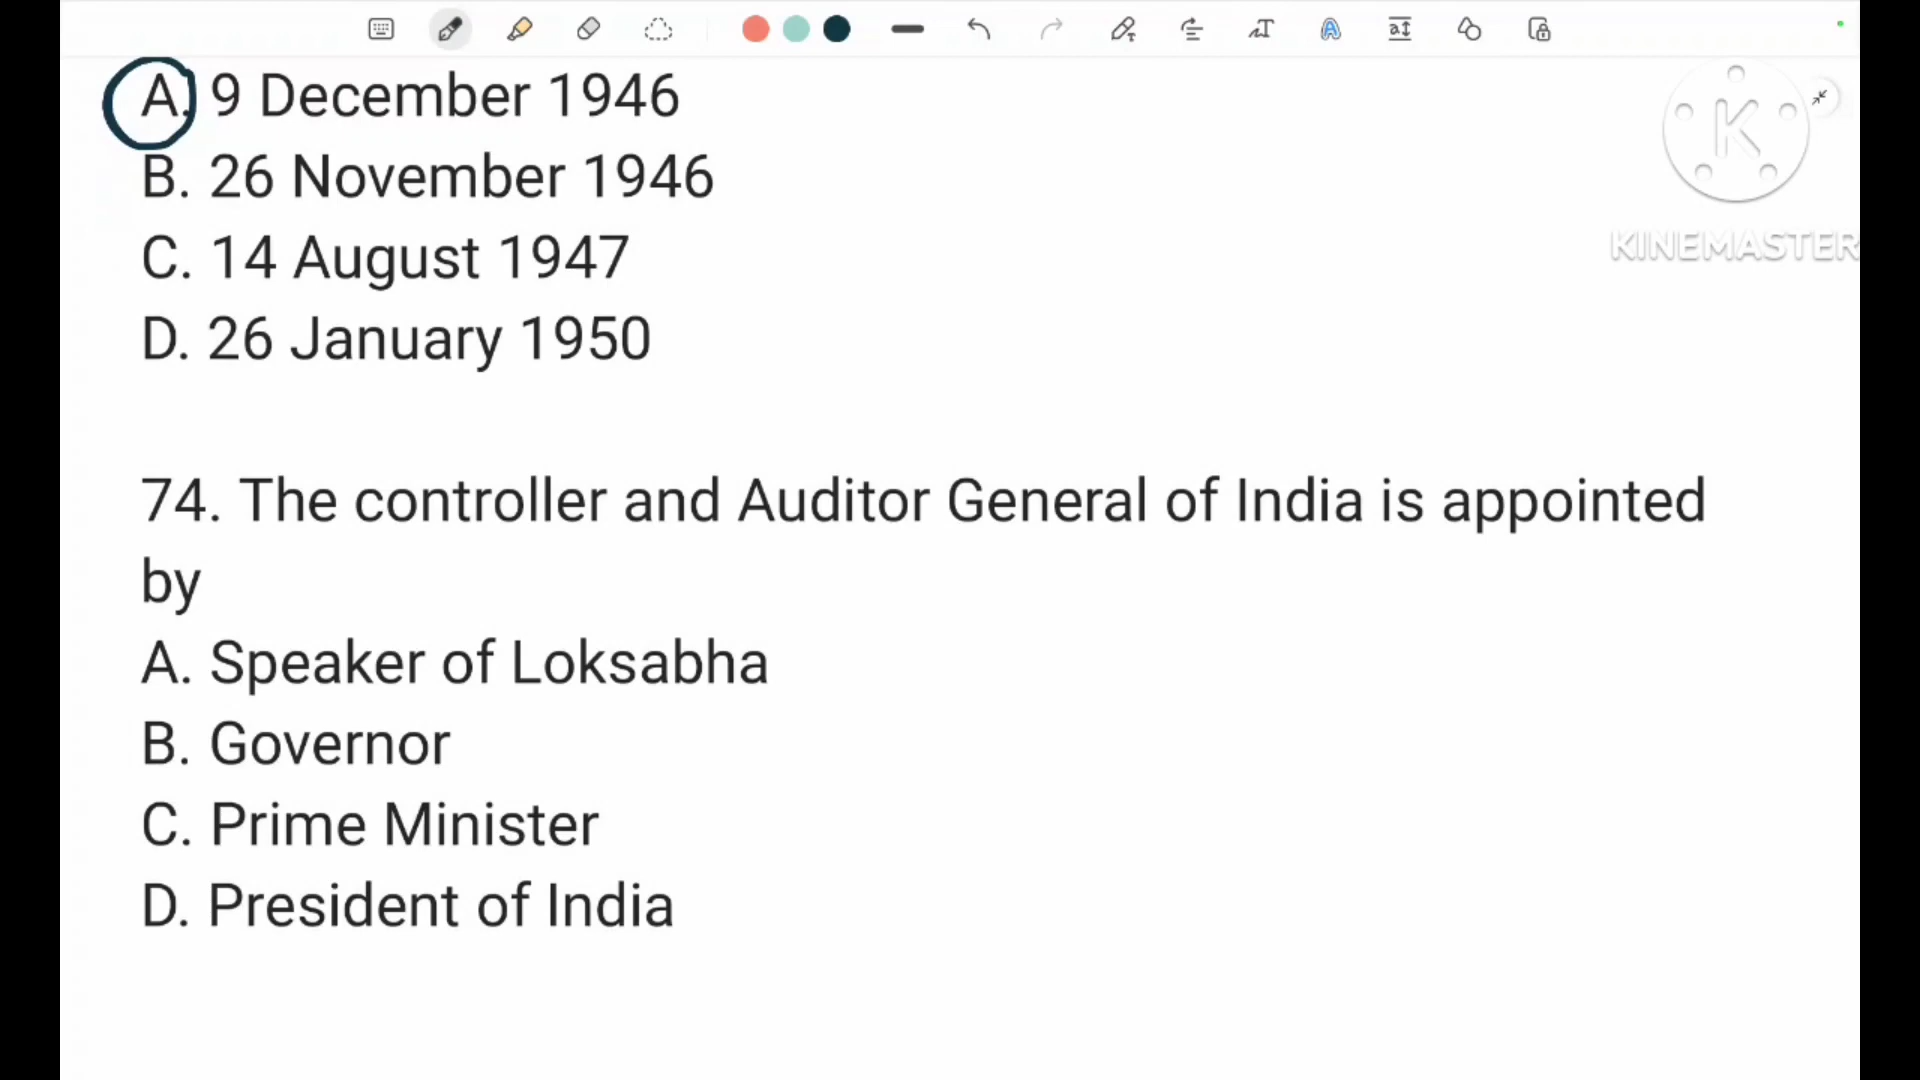 A. 9 December 1946
B. 26 November 1946
C. 14 August 1947
D. 26 January 1950
74. The controller and Auditor General of India is appointed
by
A. Speaker of Loksabha
B. Governor
C. Prime Minister
D. President of India
K
KINEMASTER